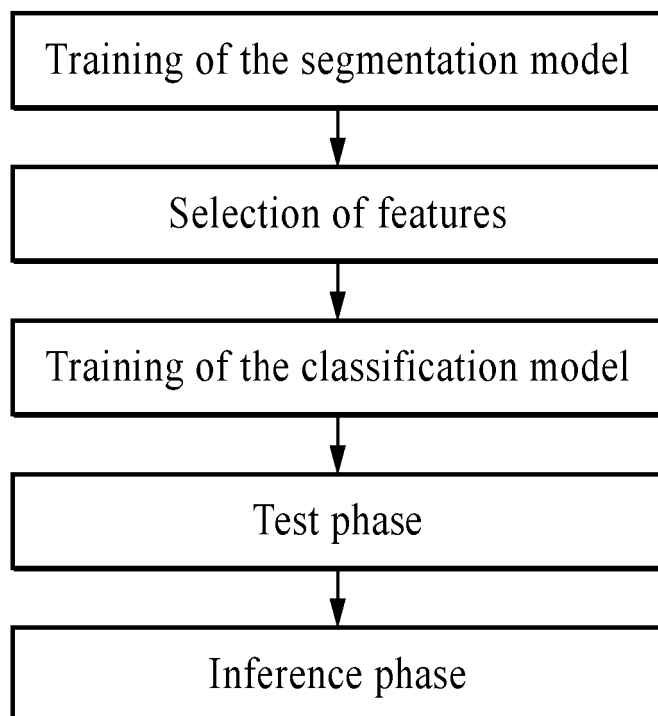 Training of the segmentation model
Selection of features
Training of the classification model
Test phase
Inference phase